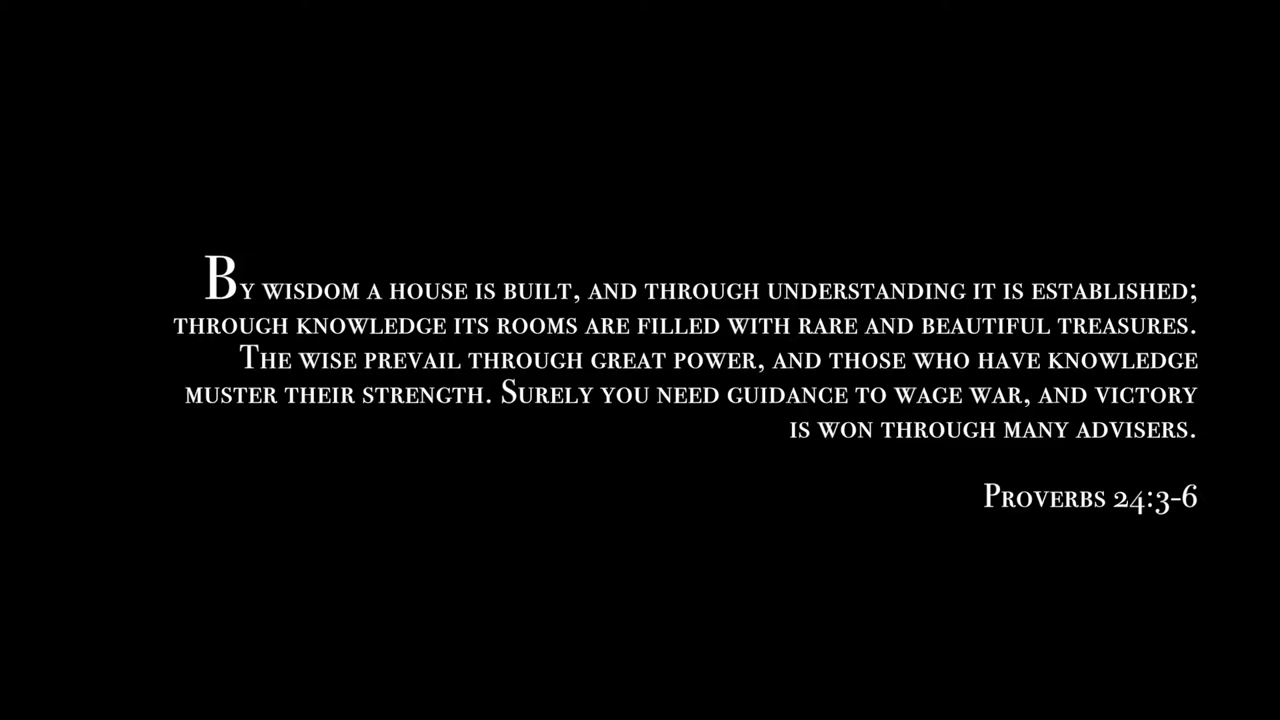 By wisdom a house is built, and through understanding it is established;
through knowledge its rooms are filled with rare and beautiful treasures.
The wise prevail through great power, and those who have knowledge
muster their strength. Surely you need guidance to wage war, and victory
is won through many advisers.
Proverbs 24:3-6